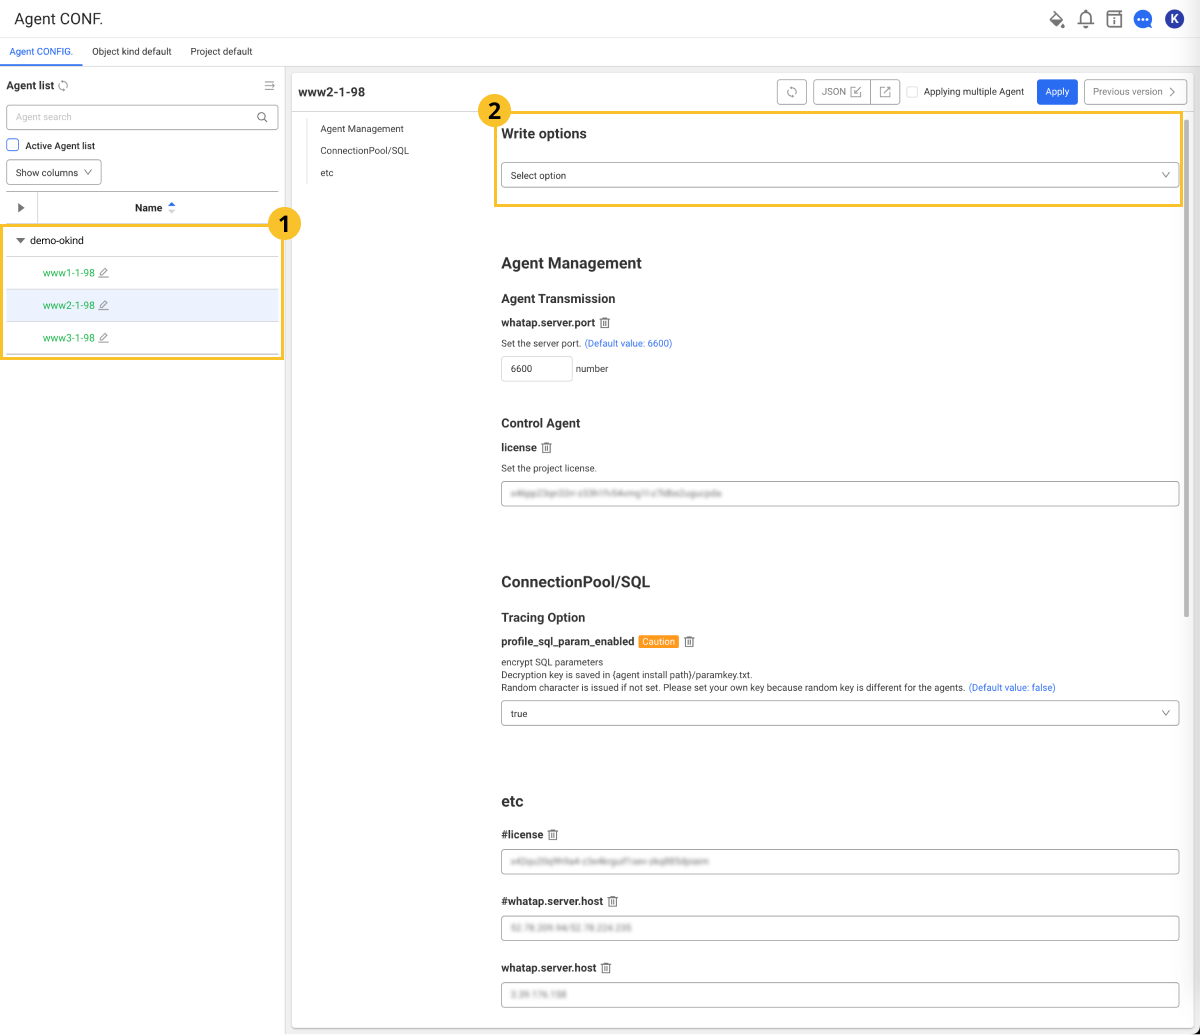 Agent CONF.
K
Agent CONFIG.
Object kind default
Project default
Agent list
Agent search
Active Agent list
Show columns
Name
1
demo-okind
www1-1-98
www2-1-98
www3-1-98
www2-1-98
JSON
Applying multiple Agent
Apply
Previous version
Agent Management
ConnectionPool/SQL
etc
2
Write options
Select option
Agent Management
Agent Transmission
whatap.server.port
Set the server port. (Default value: 6600)
6600 number
Control Agent
license
Set the project license.
ConnectionPool/SQL
Tracing Option
profile_sql_param_enabled Caution
encrypt SQL parameters
Decryption key is saved in {agent install path}/paramkey.txt.
Random character is issued if not set. Please set your own key because random key is different for the agents. (Default value: false)
true
etc
#license
#whatap.server.host
whatap.server.host